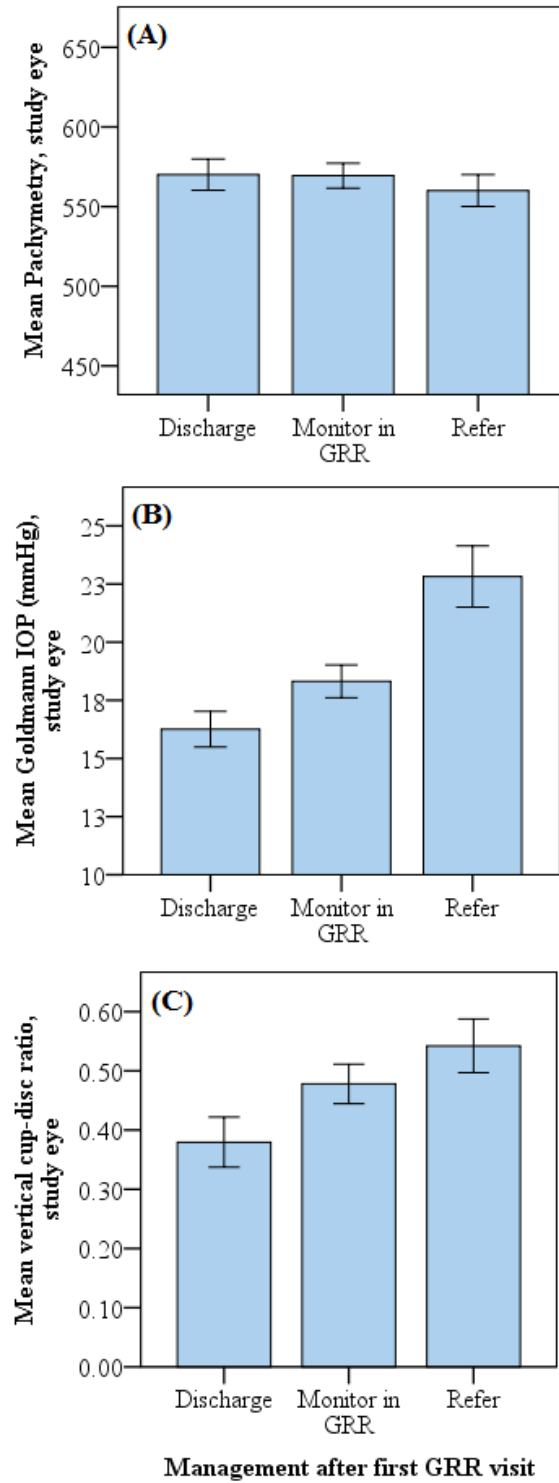 (A)
Mean Pachymetry, study eye
650
600
550
500
450
Discharge
Monitor in
GRR
Refer
(B)
Mean Goldmann IOP (mmHg),
study eye
25
23
20
18
15
13
10
Discharge
Monitor in
GRR
Refer
(C)
Mean vertical cup-disc ratio,
study eye
0.60
0.50
0.40
0.30
0.20
0.10
0.00
Discharge
Monitor in
GRR
Refer
Management after first GRR visit